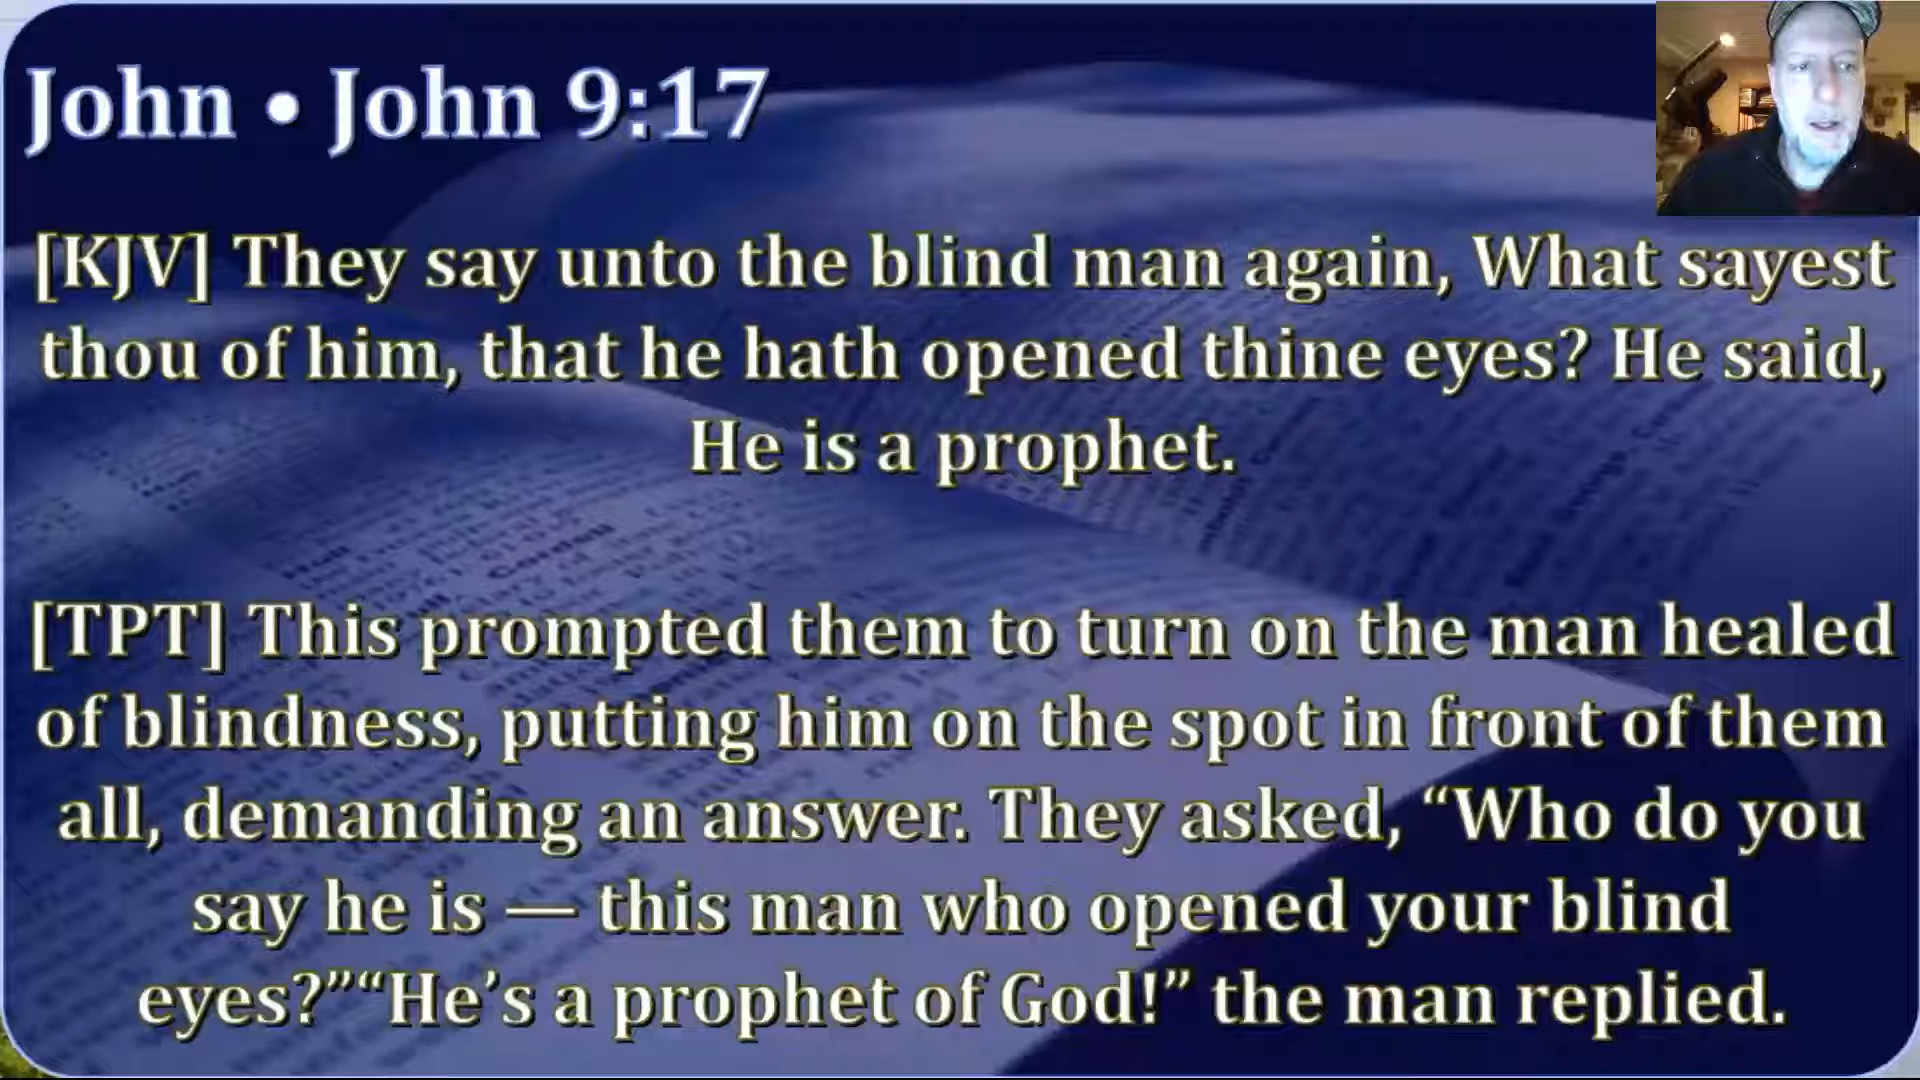 John • John 9:17
[KJV] They say unto the blind man again, What sayest
thou of him, that he hath opened thine eyes? He said,
He is a prophet.
[TPT] This prompted them to turn on the man healed
of blindness, putting him on the spot in front of them
all, demanding an answer. They asked, “Who do you
say he is — this man who opened your blind
eyes?”“He’s a prophet of God!” the man replied.